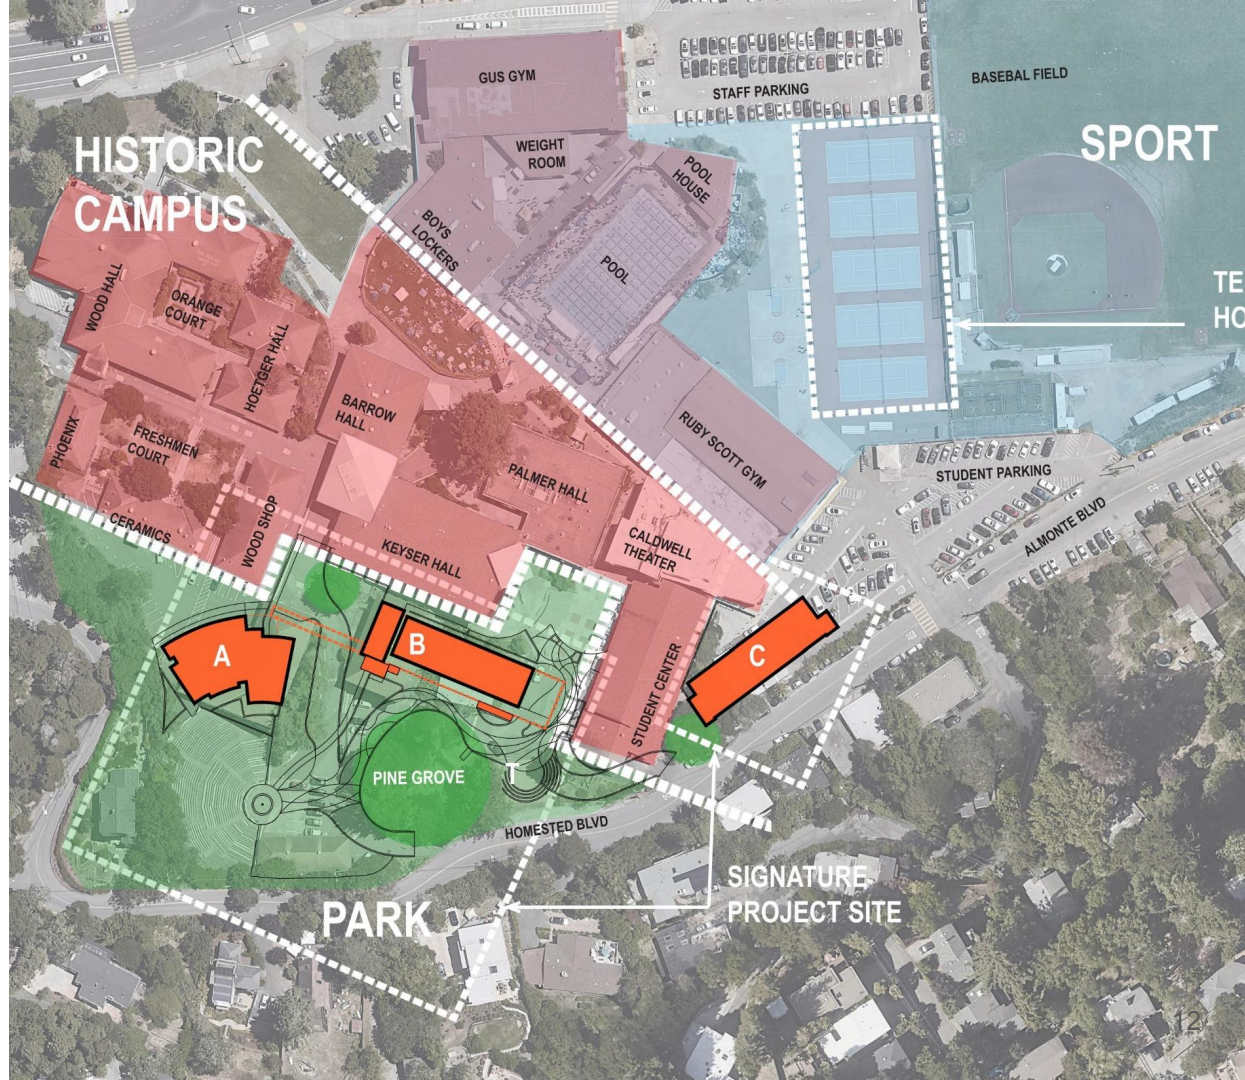 GUS GYM
STAFF PARKING
BASEBAL FIELD
SPORT
HISTORIC
CAMPUS
WEIGHT
ROOM
POOL
HOUSE
BOYS
LOCKERS
POOL
WOOD HALL
ORANGE
COURT
HOETGER HALL
TE
HO
BARROW
HALL
PHOENIX
FRESHMEN
COURT
RUBY SCOTT GYM
PALMER HALL
STUDENT PARKING
ALMONTE BLVD
CERAMICS
WOOD SHOP
KEYSER HALL
CALDWELL
THEATER
A
B
C
STUDENT CENTER
PINE GROVE
T
HOMESTED BLVD
SIGNATURE
PROJECT SITE
PARK
12